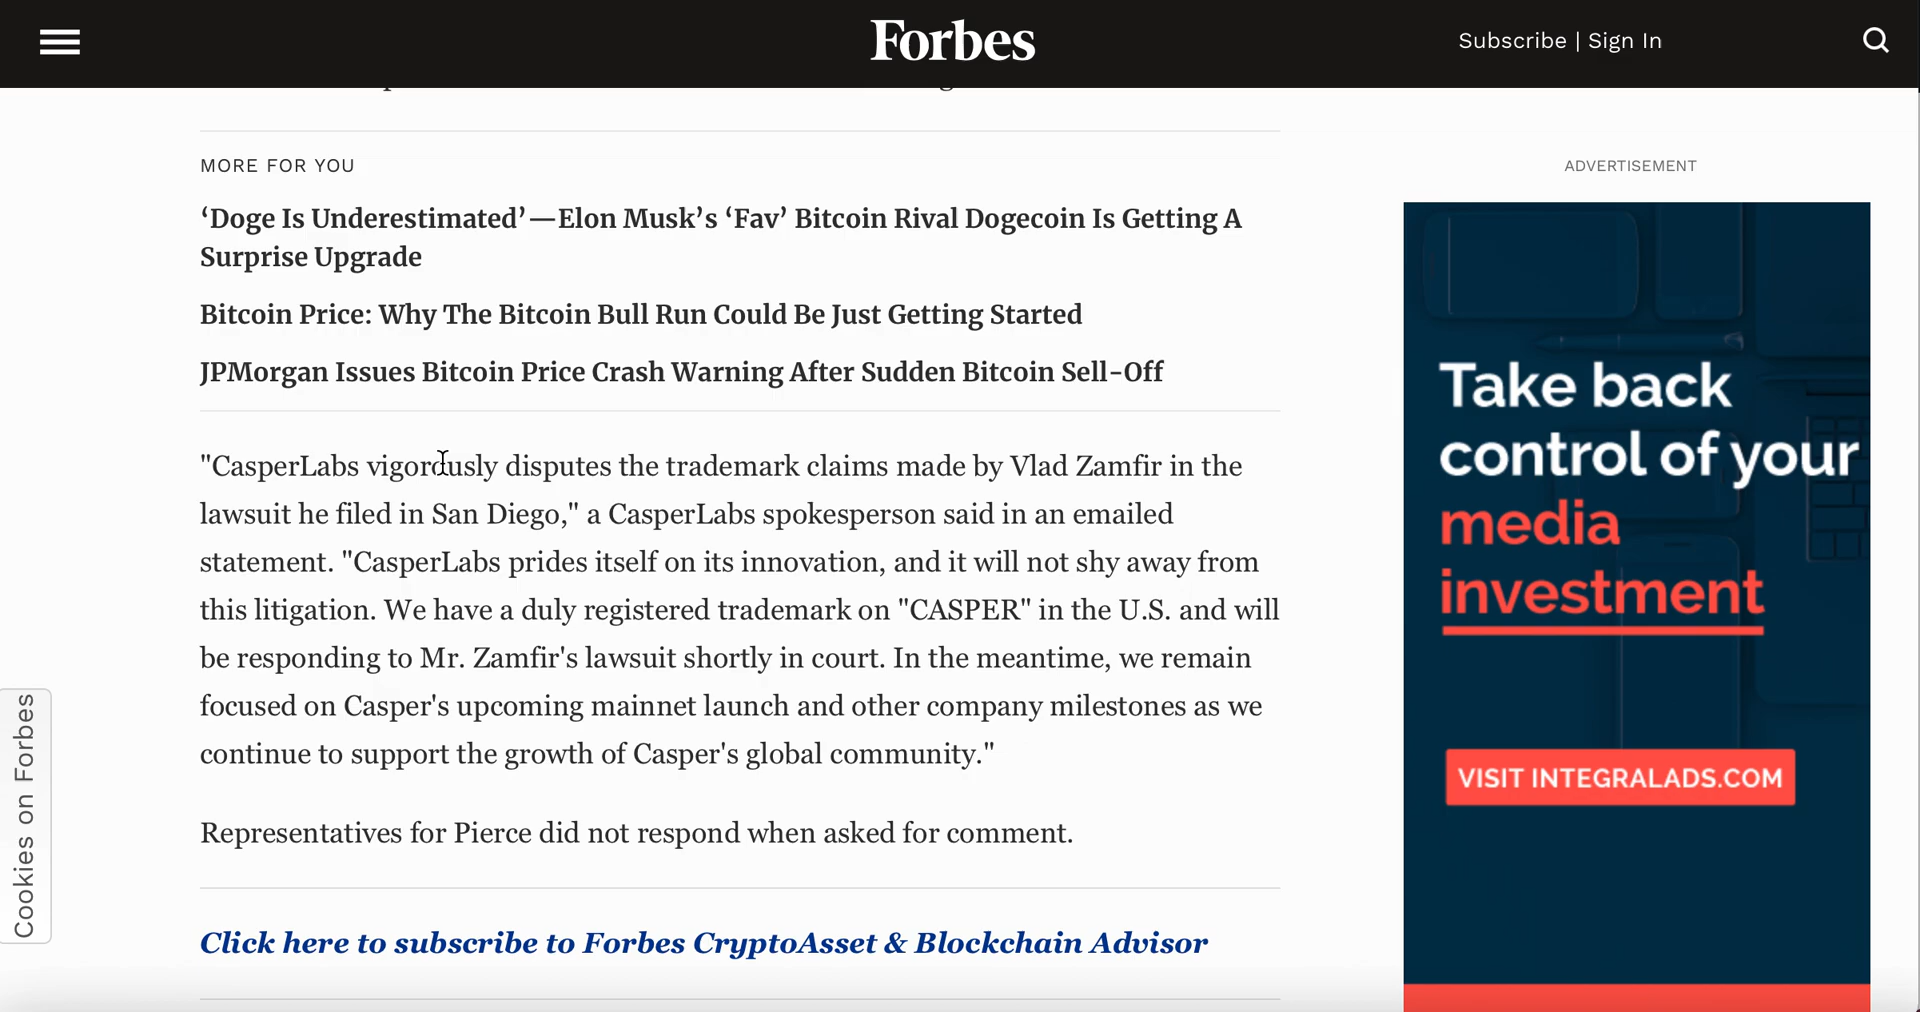 Forbes
Subscribe | Sign In
MORE FOR YOU
ADVERTISEMENT
‘Doge Is Underestimated’—Elon Musk’s ‘Fav’ Bitcoin Rival Dogecoin Is Getting A
Surprise Upgrade
Bitcoin Price: Why The Bitcoin Bull Run Could Be Just Getting Started
JPMorgan Issues Bitcoin Price Crash Warning After Sudden Bitcoin Sell-Off
"CasperLabs vigorously disputes the trademark claims made by Vlad Zamfir in the
lawsuit he filed in San Diego," a CasperLabs spokesperson said in an emailed
statement. "CasperLabs prides itself on its innovation, and it will not shy away from
this litigation. We have a duly registered trademark on "CASPER" in the U.S. and will
be responding to Mr. Zamfir's lawsuit shortly in court. In the meantime, we remain
focused on Casper's upcoming mainnet launch and other company milestones as we
continue to support the growth of Casper's global community."
Representatives for Pierce did not respond when asked for comment.
Click here to subscribe to Forbes CryptoAsset & Blockchain Advisor
Take back
control of your
media
investment
VISIT INTEGRALADS.COM
Cookies on Forbes